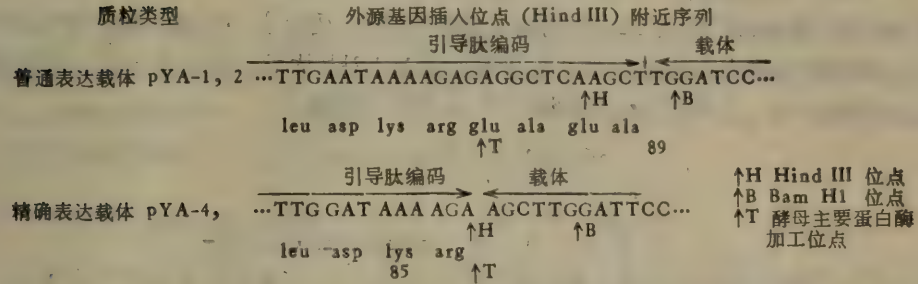 质粒类型 外源基因插入位点 (Hind III) 附近序列
引导肽编码 载体
普通表达载体 pYA-1, 2 …TTGAATAAAAGAGAGGCTCAAGCTTGGATCC…
↑H ↑B
leu asp lys arg glu ala glu ala
↑T 89
引导肽编码 载体
精确表达载体 pYA-4, …TTG GAT AAA AGA AGCTTGGATTCC…
↑H ↑B
leu asp lys arg
85 ↑T
↑H Hind III 位点
↑B Bam H1 位点
↑T 酵母主要蛋白酶
加工位点